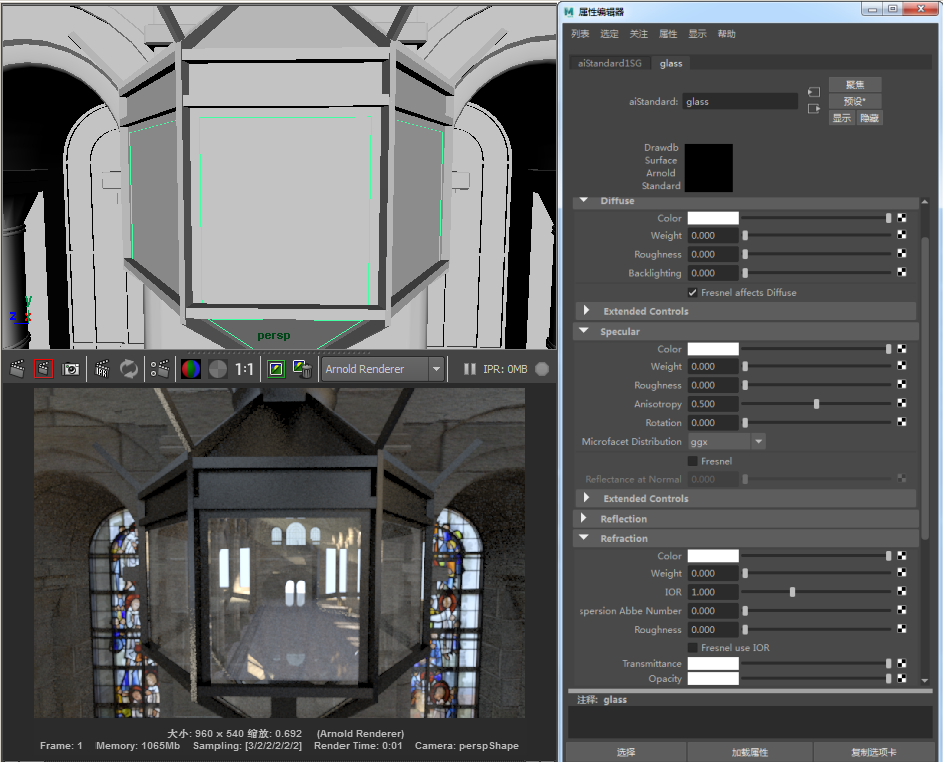 属性编辑器
列表 选定 关注 属性 显示 帮助
aiStandard1SG glass
聚焦
aiStandard: glass
预设*
显示 隐藏
Drawdb
Surface
Arnold
Standard
Diffuse
Color
Weight 0.000
Roughness 0.000
Backlighting 0.000
Fresnel affects Diffuse
Extended Controls
Specular
Color
Weight 0.000
Roughness 0.000
Anisotropy 0.500
Rotation 0.000
Microfacet Distribution ggx
Fresnel
Reflectance at Normal 0.000
Extended Controls
Reflection
Refraction
Color
Weight 0.000
IOR 1.000
spersion Abbe Number 0.000
Roughness 0.000
Fresnel use IOR
Transmittance
Opacity
注释: glass
选择 加载属性 复制选项卡
y
z x
persp
IPR 1:1 Arnold Renderer IPR: 0MB
大小: 960 x 540 缩放: 0.692 (Arnold Renderer)
Frame: 1 Memory: 1065Mb Sampling: [3/2/2/2/2/2] Render Time: 0:01 Camera: perspShape